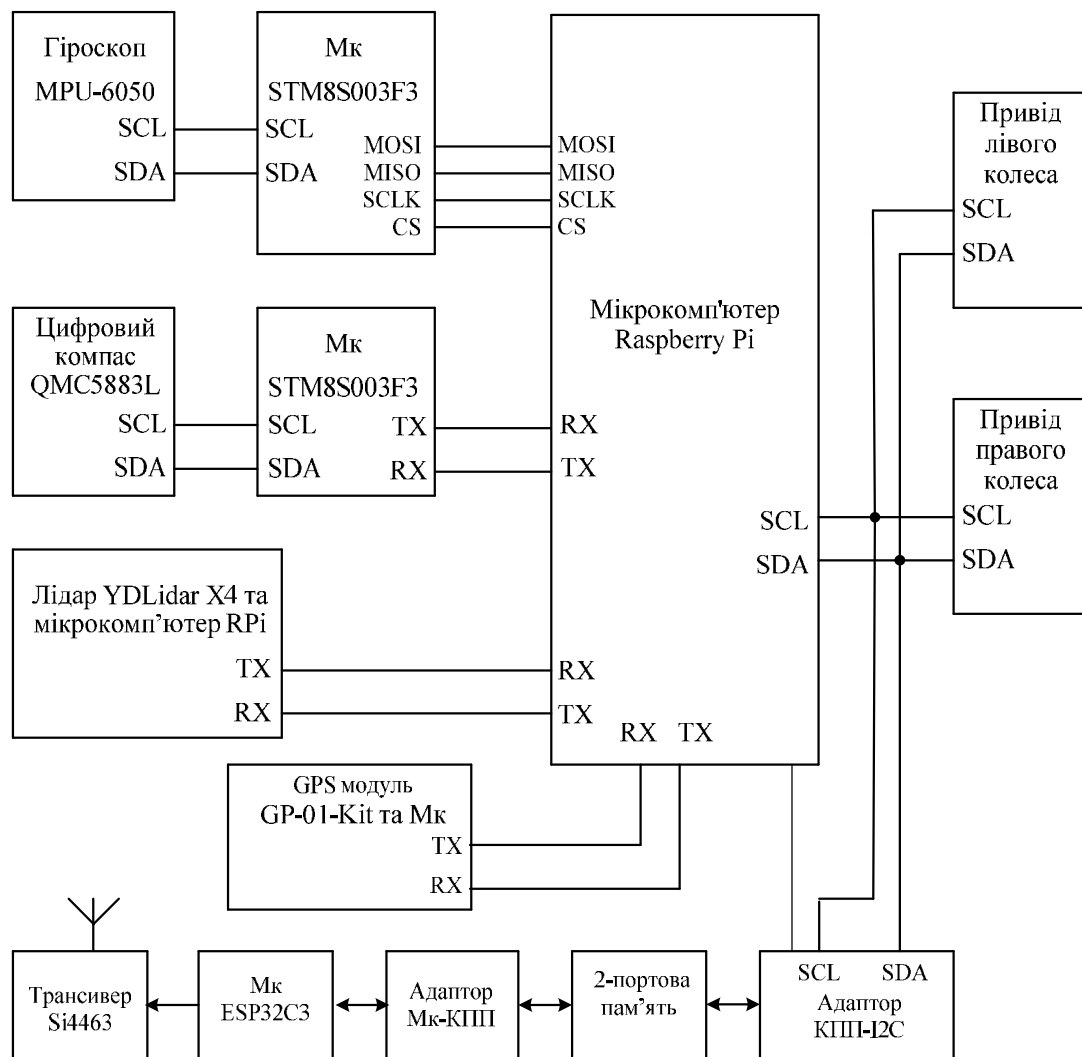 Гіроскоп
MPU-6050
SCL
SDA
Мк
STM8S003F3
SCL
SDA
MOSI
MISO
SCLK
CS
MOSI
MISO
SCLK
CS
Мікрокомп'ютер
Raspberry Pi
Привід
лівого
колеса
SCL
SDA
Цифровий
компас
QMC5883L
SCL
SDA
Мк
STM8S003F3
SCL
SDA
TX
RX
RX
TX
SCL
SDA
Привід
правого
колеса
SCL
SDA
Лідар YDLidar X4 та
мікрокомп’ютер RPi
TX
RX
RX
TX
RX TX
GPS модуль
GP-01-Kit та Мк
TX
RX
Трансивер
Si4463
Мк
ESP32C3
Адаптор
Мк-КПП
2-портова
пам’ять
SCL SDA
Адаптор
КПП-I2C